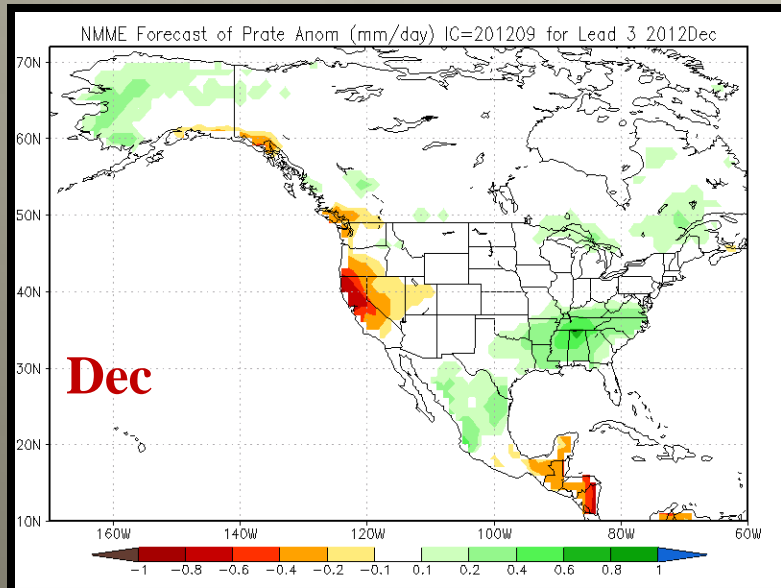 NMME Forecast of Prate Anom (mm/day) IC=201209 for Lead 3 2012Dec
70N
60N
50N
40N
30N
20N
10N
Dec
160W 140W 120W 100W 80W 60W
-1 -0.8 -0.6 -0.4 -0.2 -0.1 0.1 0.2 0.4 0.6 0.8 1